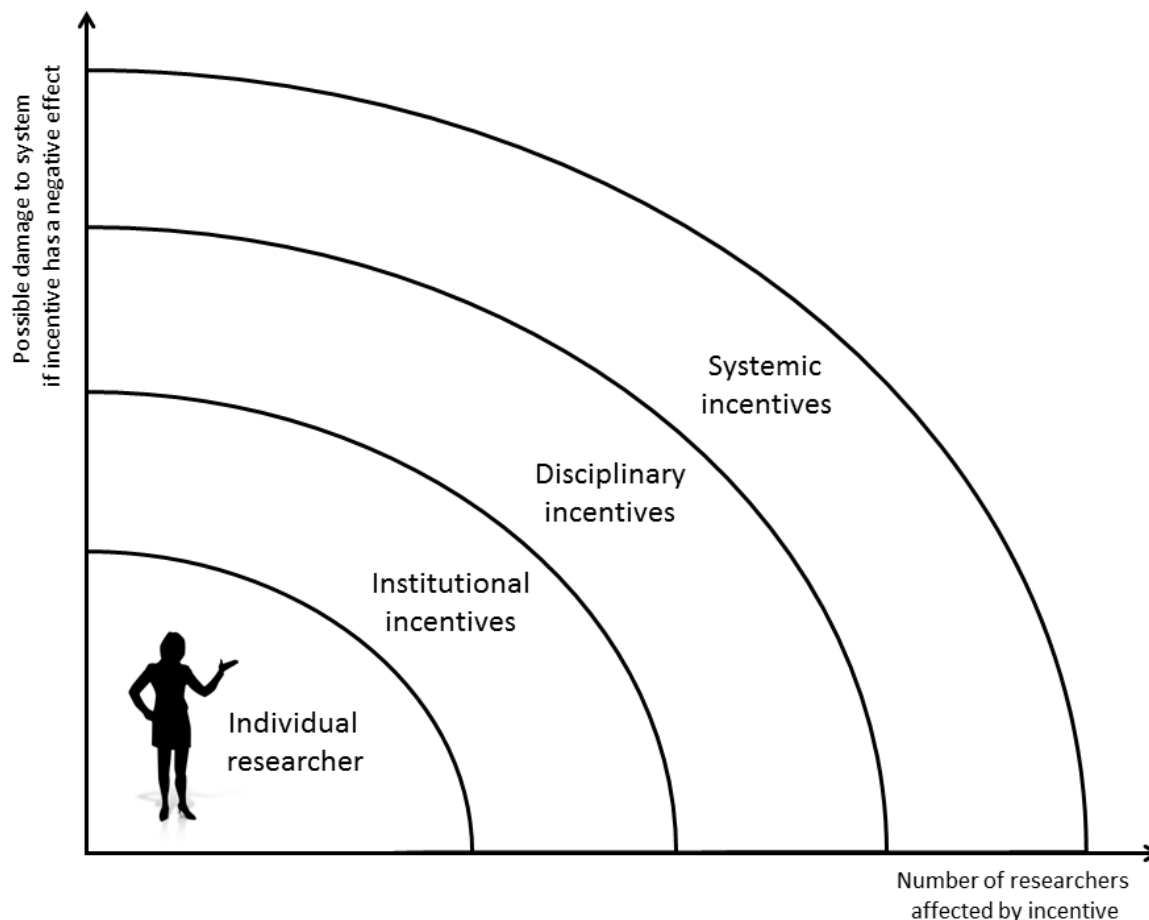 Possible damage to system
if incentive has a negative effect
Systemic
incentives
Disciplinary
incentives
Institutional
incentives
Individual
researcher
Number of researchers
affected by incentive